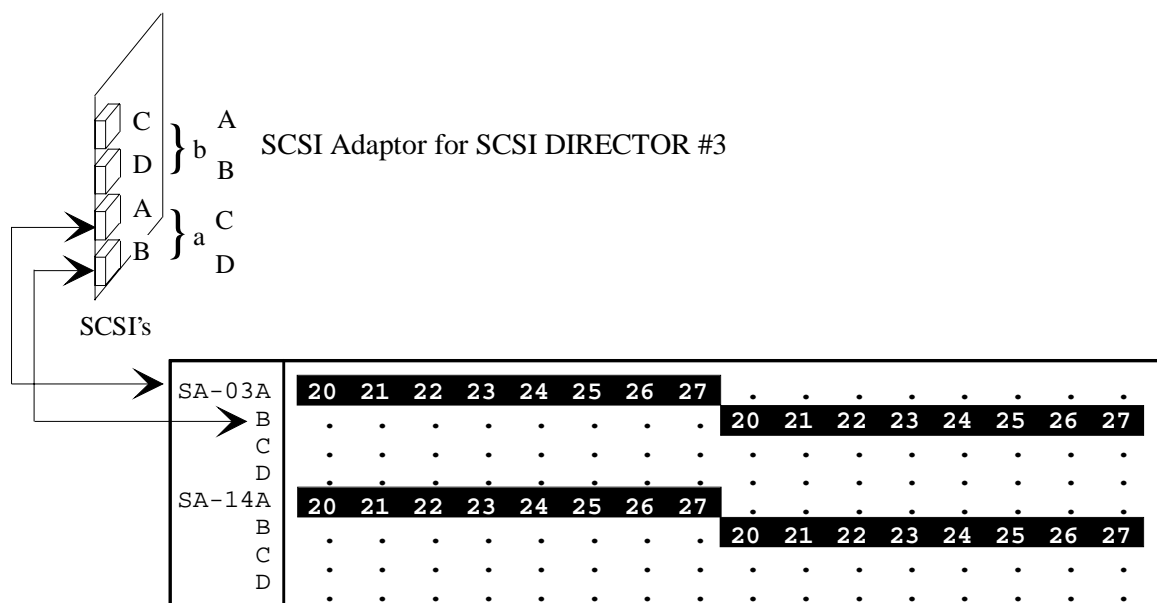 C } b A
SCSI Adaptor for SCSI DIRECTOR #3
D B
A } a C
B D
SCSI's
SA-03A 20 21 22 23 24 25 26 27 . . . . . . . .
B . . . . . . . . 20 21 22 23 24 25 26 27
C . . . . . . . . . . . . . . . .
D . . . . . . . . . . . . . . . .
SA-14A 20 21 22 23 24 25 26 27 . . . . . . . .
B . . . . . . . . 20 21 22 23 24 25 26 27
C . . . . . . . . . . . . . . . .
D . . . . . . . . . . . . . . . .